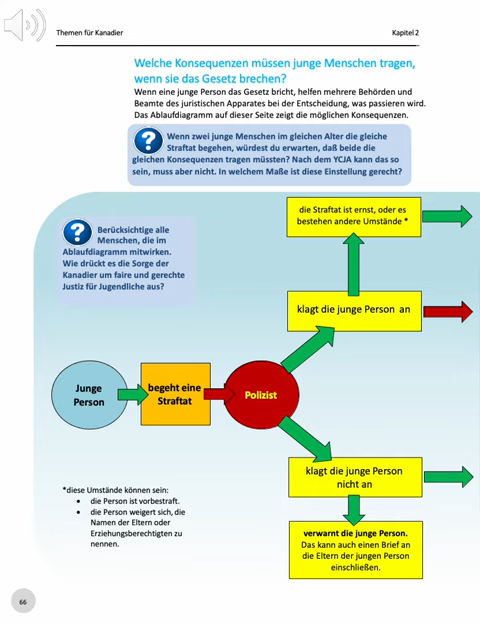 Themen für Kanadier
Kapitel 2
Welche Konsequenzen müssen junge Menschen tragen,
wenn sie das Gesetz brechen?
Wenn eine junge Person das Gesetz bricht, helfen mehrere Behörden und
Beamte des juristischen Apparates bei der Entscheidung, was passieren wird.
Das Ablaufdiagramm auf dieser Seite zeigt die möglichen Konsequenzen.
?
Wenn zwei junge Menschen im gleichen Alter die gleiche
Straftat begehen, würdest du erwarten, daß beide die
gleichen Konsequenzen tragen müssten? Nach dem YCJA kann das so
sein, muss aber nicht. In welchem Maße ist diese Einstellung gerecht?
?
Berücksichtige alle
Menschen, die im
Ablaufdiagramm mitwirken.
Wie drückt es die Sorge der
Kanadier um faire und gerechte
Justiz für Jugendliche aus?
die Straftat ist ernst, oder es
bestehen andere Umstände *
klagt die junge Person an
Junge
Person
begeht eine
Straftat
Polizist
klagt die junge Person
nicht an
verwarnt die junge Person.
Das kann auch einen Brief an
die Eltern der jungen Person
einschließen.
*diese Umstände können sein:
• die Person ist vorbestraft.
• die Person weigert sich, die
Namen der Eltern oder
Erziehungsberechtigten zu
nennen.
66